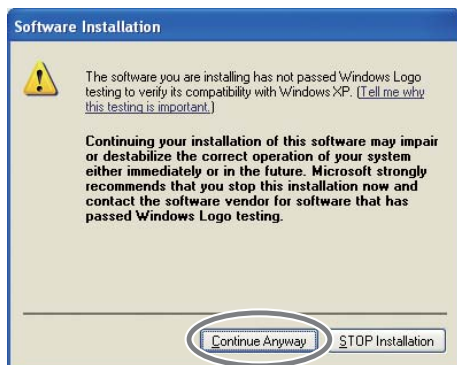 Software Installation
The software you are installing has not passed Windows Logo
testing to verify its compatibility with Windows XP. (Tell me why
this testing is important.)
Continuing your installation of this software may impair
or destabilize the correct operation of your system
either immediately or in the future. Microsoft strongly
recommends that you stop this installation now and
contact the software vendor for software that has
passed Windows Logo testing.
Continue Anyway STOP Installation